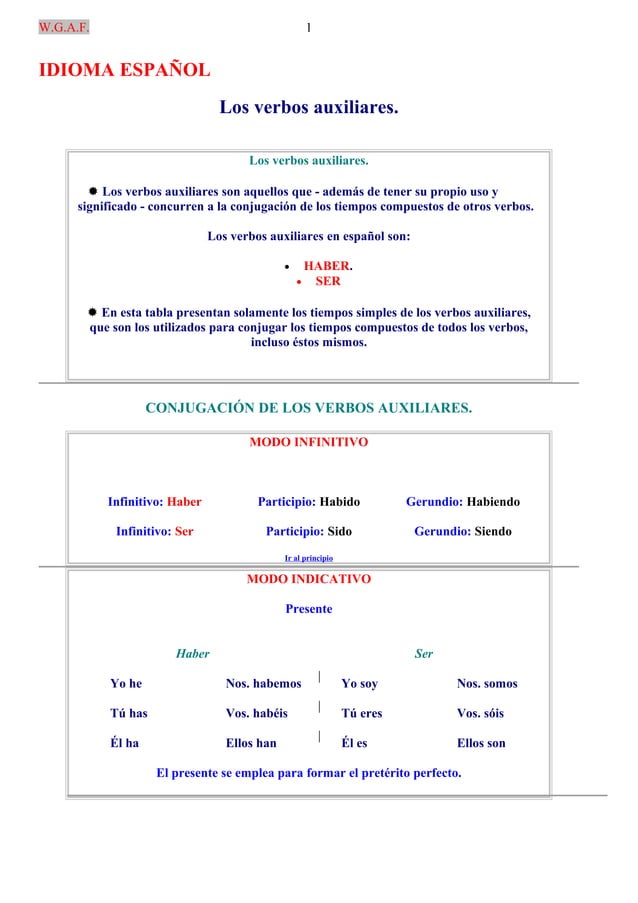 W.G.A.F. 1
IDIOMA ESPAÑOL
Los verbos auxiliares.
Los verbos auxiliares.
✹ Los verbos auxiliares son aquellos que - además de tener su propio uso y
significado - concurren a la conjugación de los tiempos compuestos de otros verbos.
Los verbos auxiliares en español son:
• HABER.
• SER
✹ En esta tabla presentan solamente los tiempos simples de los verbos auxiliares,
que son los utilizados para conjugar los tiempos compuestos de todos los verbos,
incluso éstos mismos.
CONJUGACIÓN DE LOS VERBOS AUXILIARES.
MODO INFINITIVO
Infinitivo: Haber Participio: Habido Gerundio: Habiendo
Infinitivo: Ser Participio: Sido Gerundio: Siendo
Ir al principio
MODO INDICATIVO
Presente
Haber Ser
Yo he Nos. habemos | Yo soy Nos. somos
Tú has Vos. habéis | Tú eres Vos. sóis
Él ha Ellos han | Él es Ellos son
El presente se emplea para formar el pretérito perfecto.